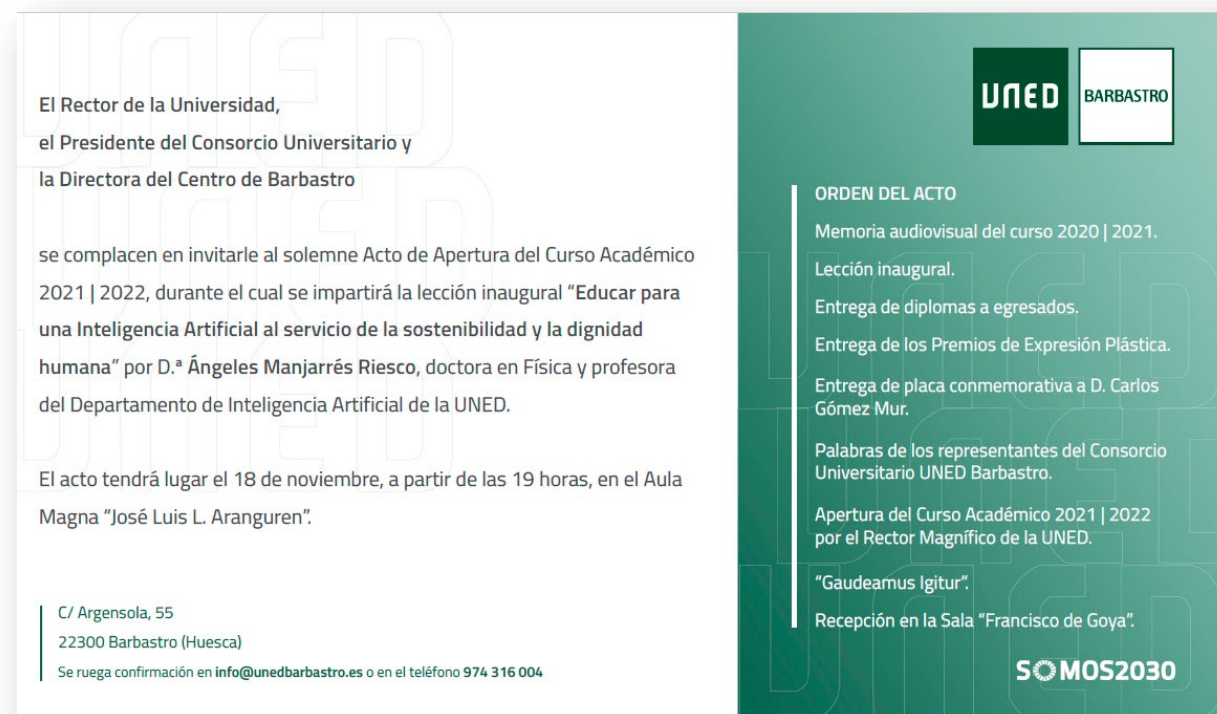 El Rector de la Universidad,
el Presidente del Consorcio Universitario y
la Directora del Centro de Barbastro
se complacen en invitarle al solemne Acto de Apertura del Curso Académico
2021 | 2022, durante el cual se impartirá la lección inaugural “Educar para
una Inteligencia Artificial al servicio de la sostenibilidad y la dignidad
humana” por D.ª Ángeles Manjarrés Riesco, doctora en Física y profesora
del Departamento de Inteligencia Artificial de la UNED.
El acto tendrá lugar el 18 de noviembre, a partir de las 19 horas, en el Aula
Magna “José Luis L. Aranguren”.
C/ Argensola, 55
22300 Barbastro (Huesca)
Se ruega confirmación en info@unedbarbastro.es o en el teléfono 974 316 004
UNED
BARBASTRO
ORDEN DEL ACTO
Memoria audiovisual del curso 2020 | 2021.
Lección inaugural.
Entrega de diplomas a egresados.
Entrega de los Premios de Expresión Plástica.
Entrega de placa conmemorativa a D. Carlos
Gómez Mur.
Palabras de los representantes del Consorcio
Universitario UNED Barbastro.
Apertura del Curso Académico 2021 | 2022
por el Rector Magnífico de la UNED.
“Gaudeamus Igitur”.
Recepción en la Sala “Francisco de Goya”.
SOMOS2030